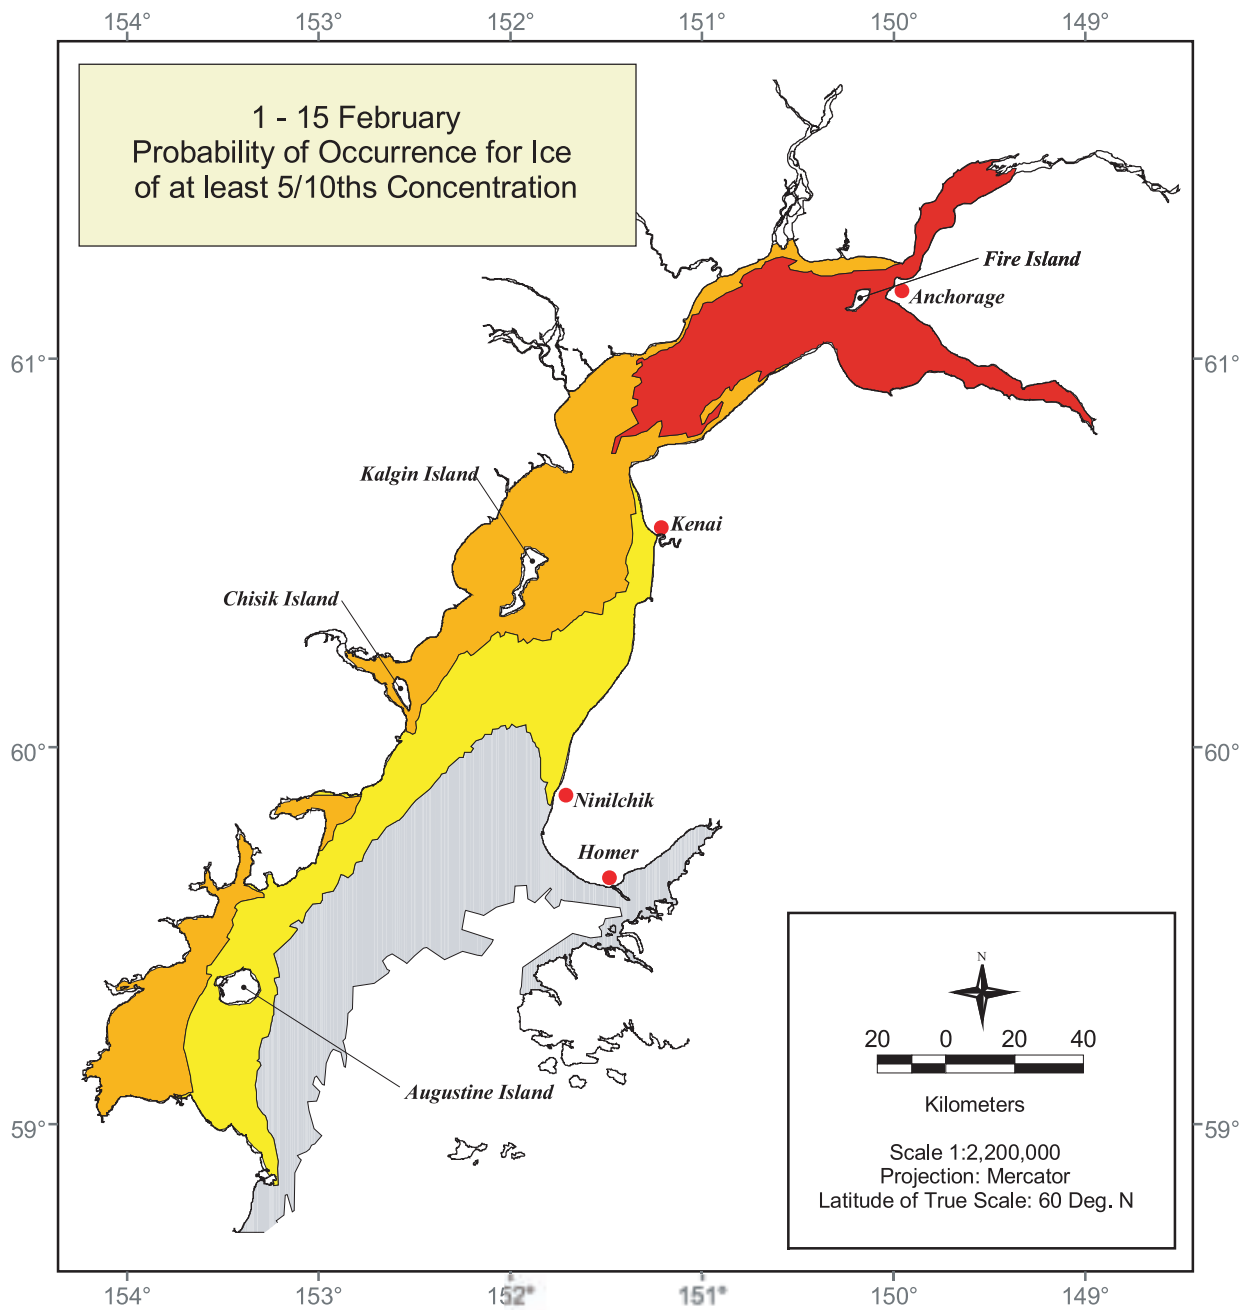 154° 153° 152° 151° 150° 149°
1 - 15 February
Probability of Occurrence for Ice
of at least 5/10ths Concentration
Fire Island
Anchorage
61° 61°
Kalgin Island
Kenai
Chisik Island
60° 60°
Ninilchik
Homer
N
20 0 20 40
Augustine Island
Kilometers
59° 59°
Scale 1:2,200,000
Projection: Mercator
Latitude of True Scale: 60 Deg. N
154° 153° 152° 151° 150° 149°